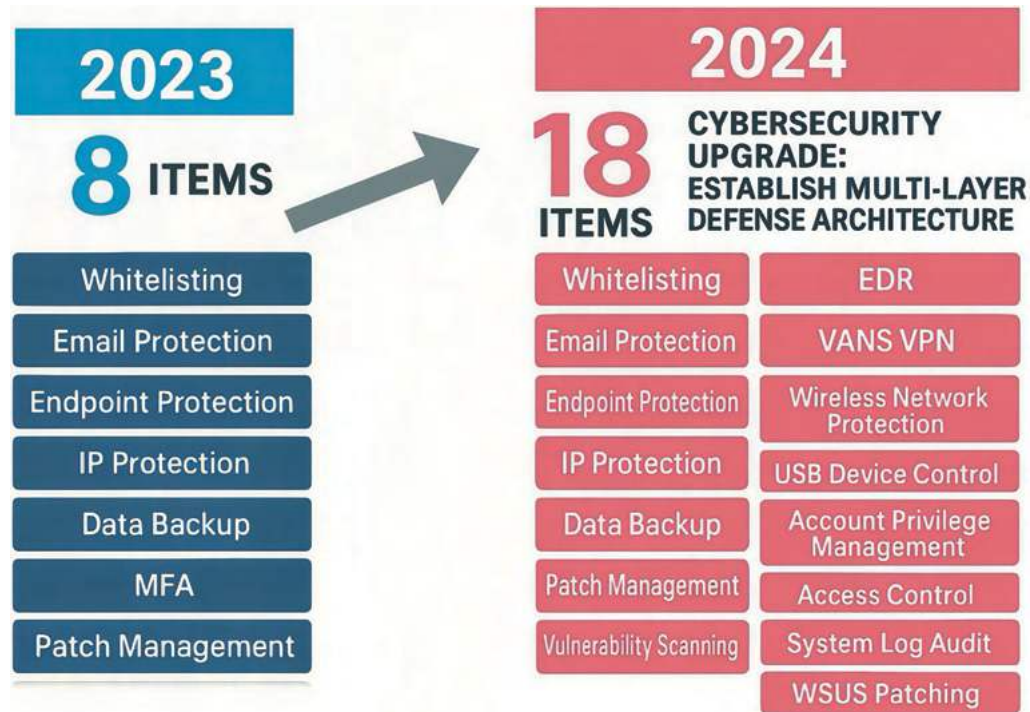 2023
8 ITEMS
Whitelisting
Email Protection
Endpoint Protection
IP Protection
Data Backup
MFA
Patch Management
2024
18
ITEMS
CYBERSECURITY
UPGRADE:
ESTABLISH MULTI-LAYER
DEFENSE ARCHITECTURE
Whitelisting
Email Protection
Endpoint Protection
IP Protection
Data Backup
Patch Management
Vulnerability Scanning
EDR
VANS VPN
Wireless Network
Protection
USB Device Control
Account Privilege
Management
Access Control
System Log Audit
WSUS Patching